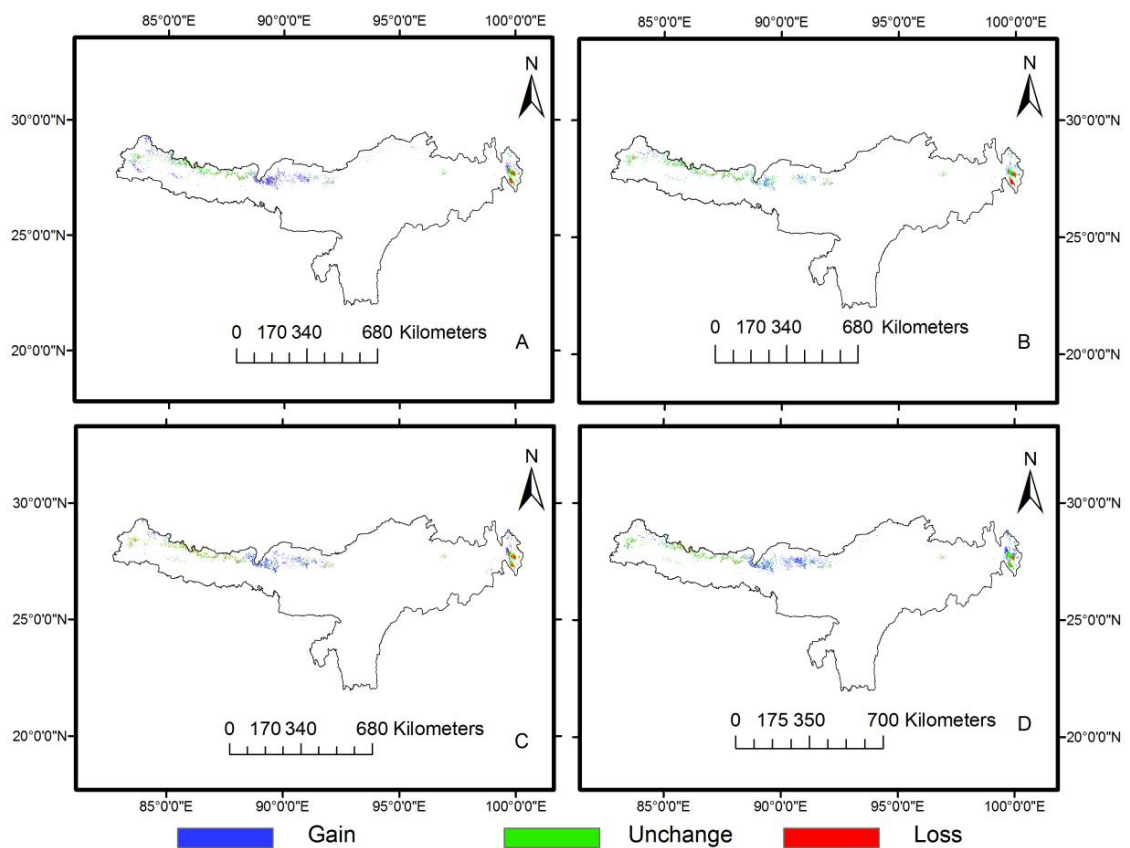 85°0'0"E 90°0'0"E 95°0'0"E 100°0'0"E 85°0'0"E 90°0'0"E 95°0'0"E 100°0'0"E
N N
30°0'0"N 30°0'0"N
25°0'0"N 25°0'0"N
0 170 340 680 Kilometers 0 170 340 680 Kilometers
A B
20°0'0"N 20°0'0"N
N N
30°0'0"N 30°0'0"N
25°0'0"N 25°0'0"N
0 170 340 680 Kilometers 0 175 350 700 Kilometers
C D
20°0'0"N 20°0'0"N
85°0'0"E 90°0'0"E 95°0'0"E 100°0'0"E 85°0'0"E 90°0'0"E 95°0'0"E 100°0'0"E
Gain Unchange Loss